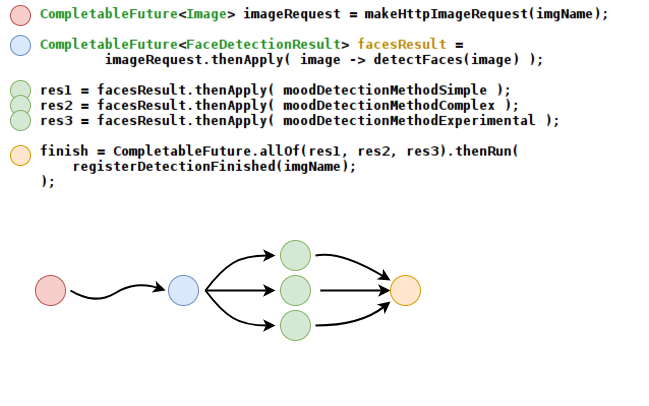 CompletableFuture<Image> imageRequest = makeHttpImageRequest(imgName);
CompletableFuture<FaceDetectionResult> facesResult =
imageRequest.thenApply( image -> detectFaces(image) );
res1 = facesResult.thenApply( moodDetectionMethodSimple );
res2 = facesResult.thenApply( moodDetectionMethodComplex );
res3 = facesResult.thenApply( moodDetectionMethodExperimental );
finish = CompletableFuture.allOf(res1, res2, res3).thenRun(
registerDetectionFinished(imgName);
);